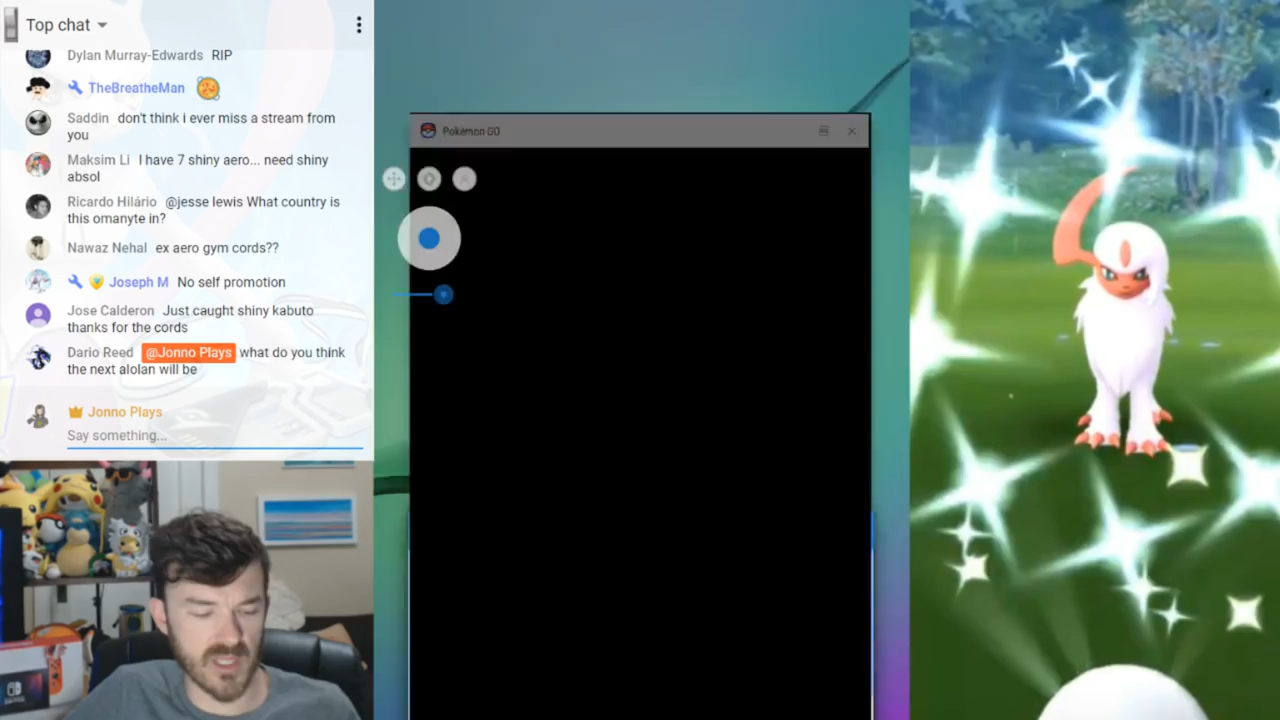 Top chat
Dylan Murray-Edwards RIP
TheBreatheMan
Saddin don't think i ever miss a stream from
you
Maksim Li I have 7 shiny aero... need shiny
absol
Ricardo Hilário @jesse lewis What country is
this omanyte in?
Nawaz Nehal ex aero gym cords??
Joseph M No self promotion
Jose Calderon Just caught shiny kabuto
thanks for the cords
Dario Reed @Jonno Plays what do you think
the next alolan will be
Jonno Plays
Say something...
Pokémon GO